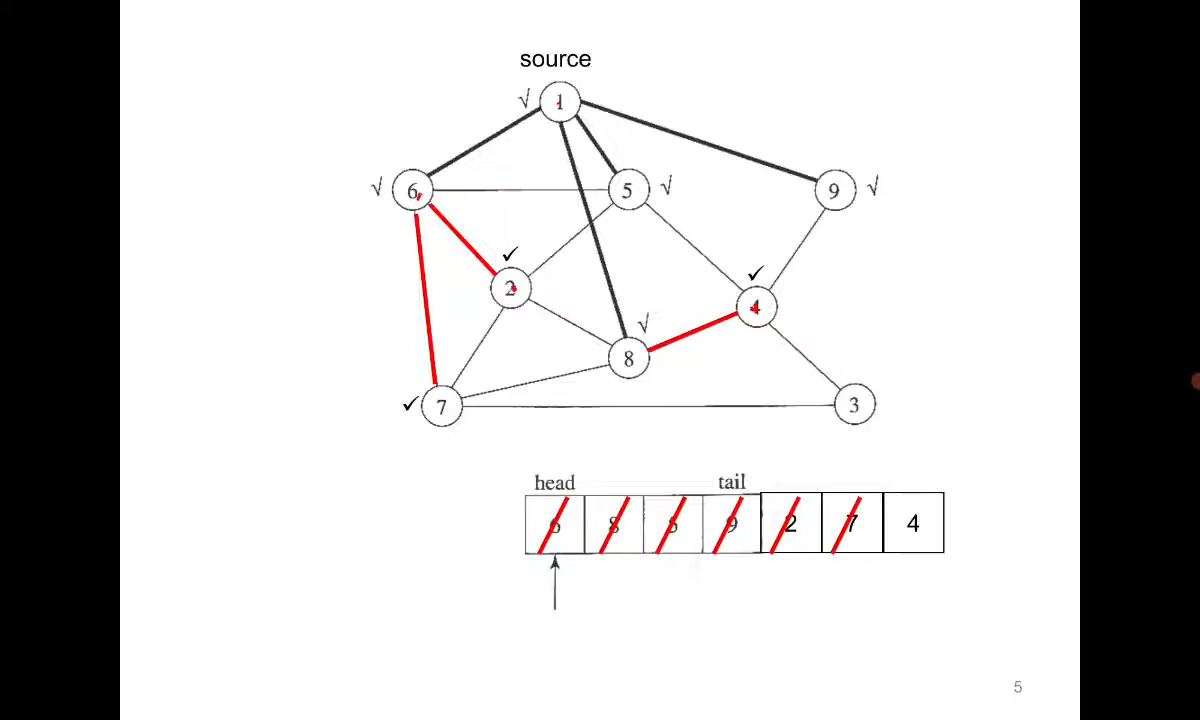 source
√ 1
√ 6 5 √ 9 √
✓
2
✓
4
√
8
✓ 7 3
head tail
6 8 9 2 7 4
5